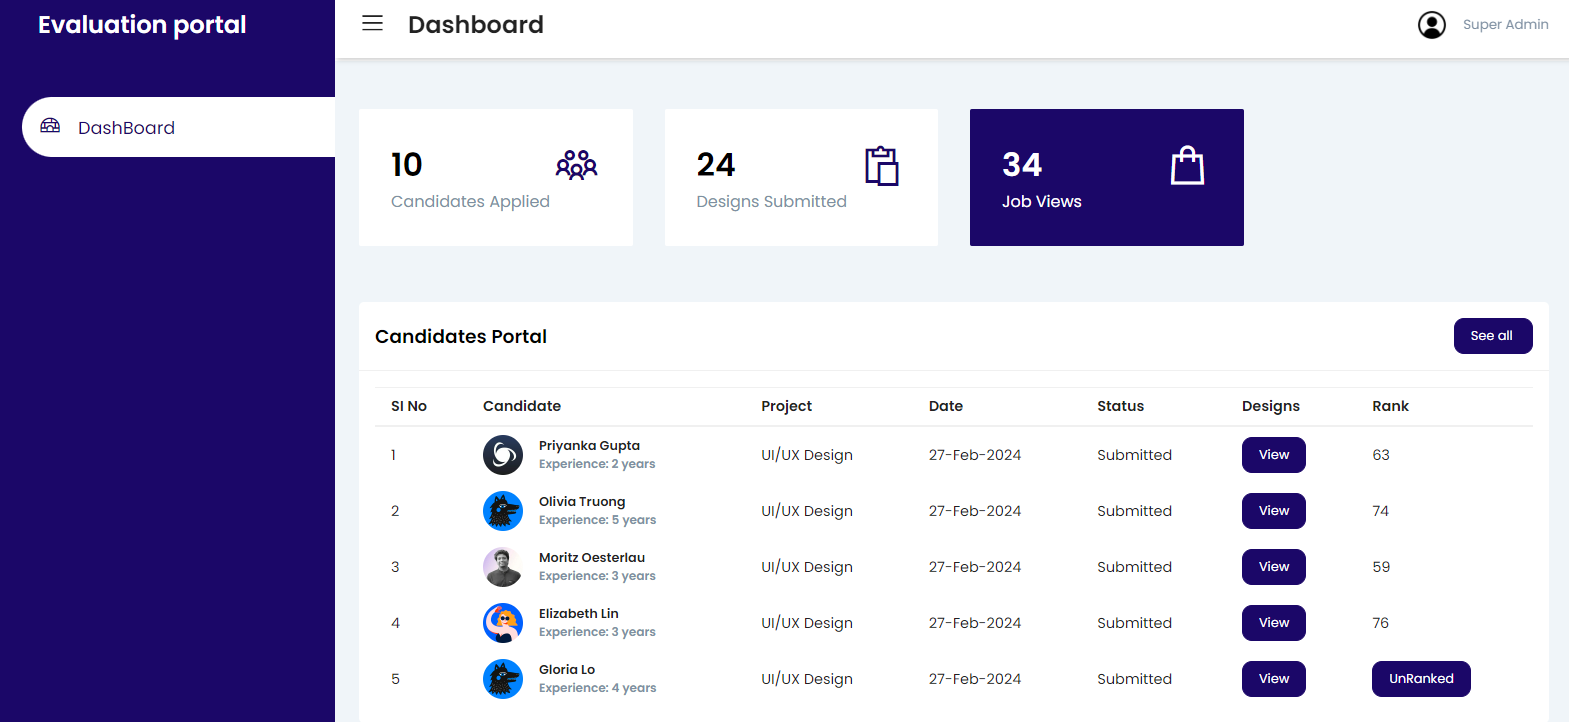 Evaluation portal
Dashboard
Super Admin
DashBoard
10
Candidates Applied
24
Designs Submitted
34
Job Views
Candidates Portal
See all
SI No Candidate Project Date Status Designs Rank
1 Priyanka Gupta Experience: 2 years UI/UX Design 27-Feb-2024 Submitted View 63
2 Olivia Truong Experience: 5 years UI/UX Design 27-Feb-2024 Submitted View 74
3 Moritz Oesterlau Experience: 3 years UI/UX Design 27-Feb-2024 Submitted View 59
4 Elizabeth Lin Experience: 3 years UI/UX Design 27-Feb-2024 Submitted View 76
5 Gloria Lo Experience: 4 years UI/UX Design 27-Feb-2024 Submitted View UnRanked